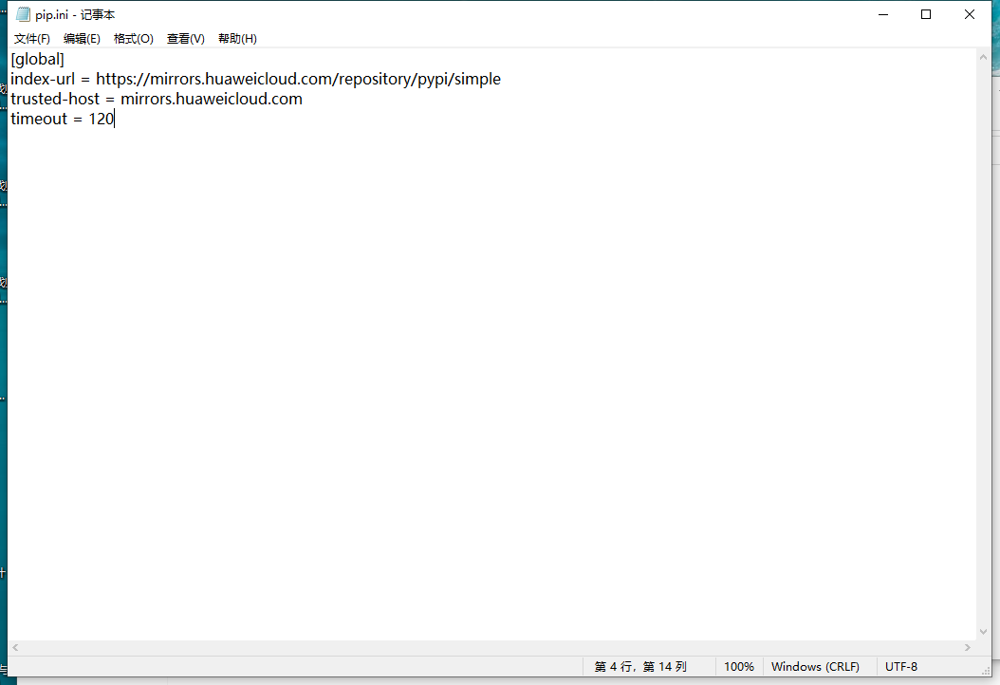 pip.ini - 记事本
文件(F) 编辑(E) 格式(O) 查看(V) 帮助(H)
[global]
index-url = https://mirrors.huaweicloud.com/repository/pypi/simple
trusted-host = mirrors.huaweicloud.com
timeout = 120
第 4 行，第 14 列 100% Windows (CRLF) UTF-8